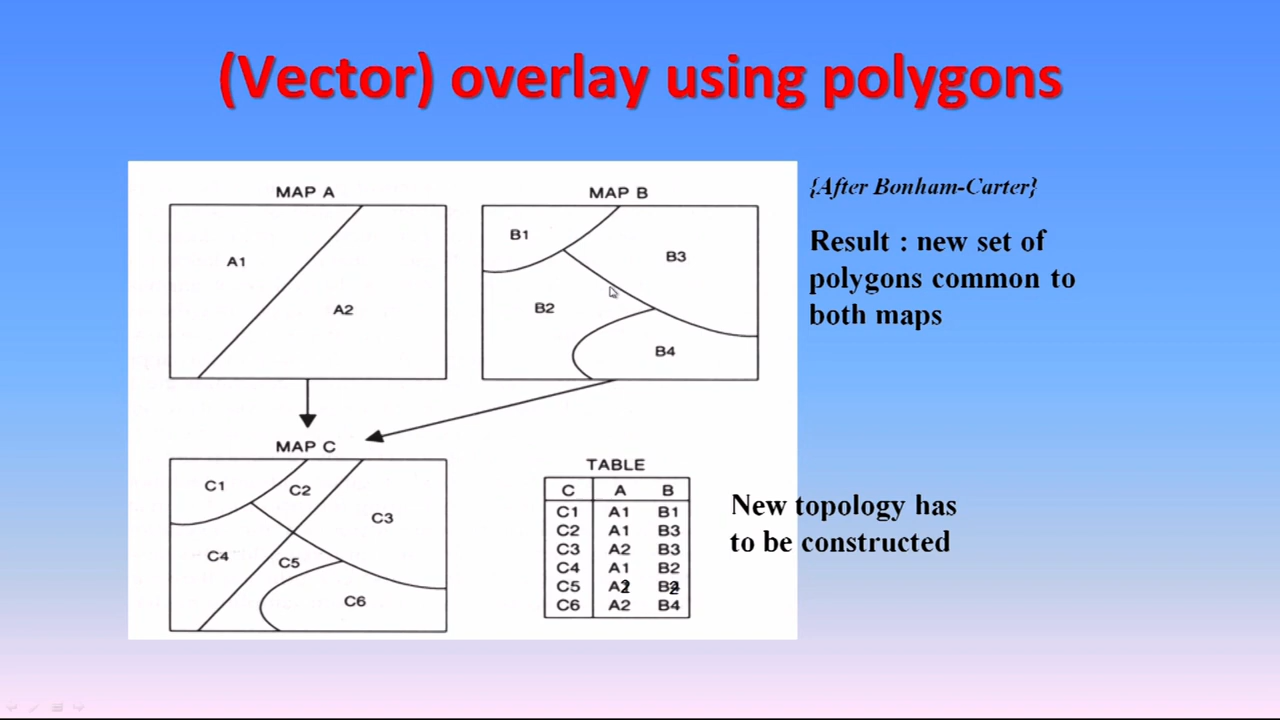 (Vector) overlay using polygons
MAP A
A1
A2
MAP B
B1
B3
B2
B4
{After Bonham-Carter}
Result : new set of
polygons common to
both maps
MAP C
C1
C2
C3
C4
C5
C6
TABLE
C A B
C1 A1 B1
C2 A1 B3
C3 A2 B3
C4 A1 B2
C5 A2 B2
C6 A2 B4
New topology has
to be constructed